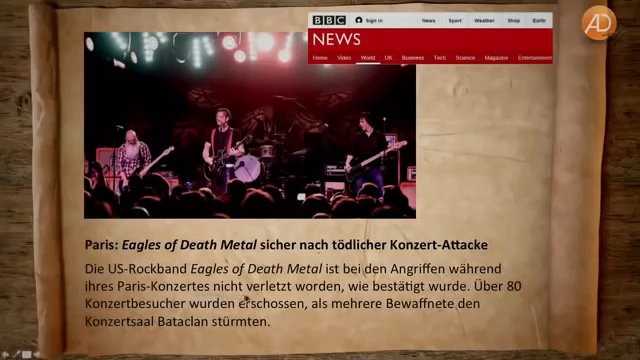 BBC Sign in News Sport Weather Shop Earth
NEWS
Home Video World UK Business Tech Science Magazine Entertainment
AD
Paris: Eagles of Death Metal sicher nach tödlicher Konzert-Attacke
Die US-Rockband Eagles of Death Metal ist bei den Angriffen während
ihres Paris-Konzertes nicht verletzt worden, wie bestätigt wurde. Über 80
Konzertbesucher wurden erschossen, als mehrere Bewaffnete den
Konzertsaal Bataclan stürmten.